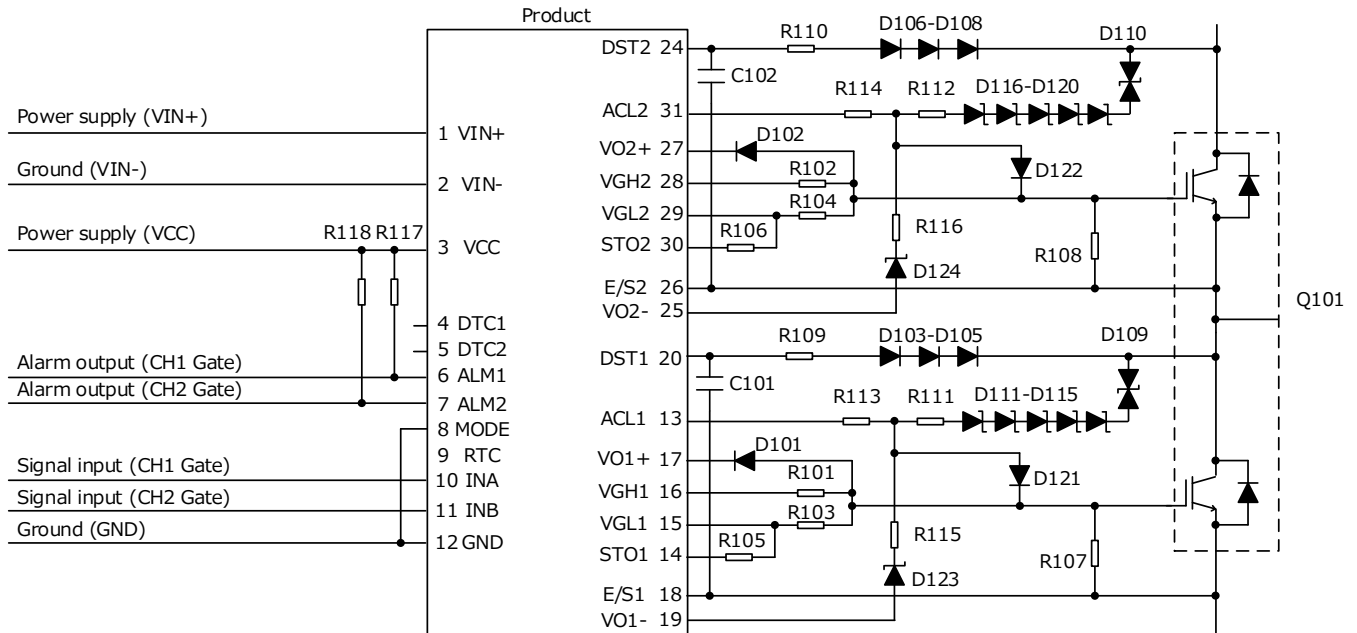 Product
Power supply (VIN+)
1 VIN+
Ground (VIN-)
2 VIN-
Power supply (VCC)
R118 R117
3 VCC
4 DTC1
5 DTC2
Alarm output (CH1 Gate)
6 ALM1
Alarm output (CH2 Gate)
7 ALM2
8 MODE
9 RTC
Signal input (CH1 Gate)
10 INA
Signal input (CH2 Gate)
11 INB
Ground (GND)
12 GND
DST2 24
R110
D106-D108
D110
C102
ACL2 31
R114
R112
D116-D120
VO2+ 27
D102
VGH2 28
R102
D122
VGL2 29
R104
STO2 30
R106
R116
D124
R108
E/S2 26
VO2- 25
Q101
DST1 20
R109
D103-D105
D109
C101
ACL1 13
R113
R111
D111-D115
VO1+ 17
D101
VGH1 16
R101
D121
VGL1 15
R103
STO1 14
R105
R115
D123
R107
E/S1 18
VO1- 19